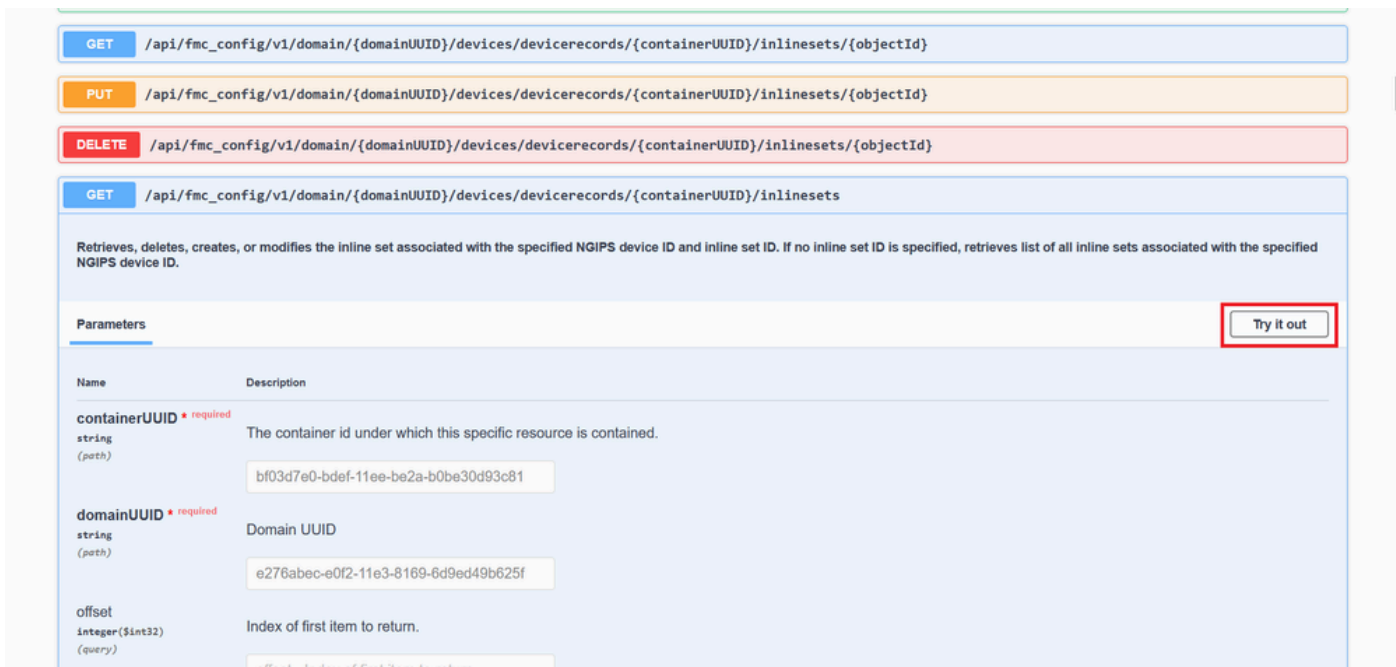 GET /api/fmc_config/v1/domain/{domainUUID}/devices/devicerecords/{containerUUID}/inlinesets/{objectId}
PUT /api/fmc_config/v1/domain/{domainUUID}/devices/devicerecords/{containerUUID}/inlinesets/{objectId}
DELETE /api/fmc_config/v1/domain/{domainUUID}/devices/devicerecords/{containerUUID}/inlinesets/{objectId}
GET /api/fmc_config/v1/domain/{domainUUID}/devices/devicerecords/{containerUUID}/inlinesets
Retrieves, deletes, creates, or modifies the inline set associated with the specified NGIPS device ID and inline set ID. If no inline set ID is specified, retrieves list of all inline sets associated with the specified
NGIPS device ID.
Parameters
Try it out
Name Description
containerUUID * required
string
(path)
The container id under which this specific resource is contained.
bf03d7e0-bdef-11ee-be2a-b0be30d93c81
domainUUID * required
string
(path)
Domain UUID
e276abec-e0f2-11e3-8169-6d9ed49b625f
offset
integer($int32)
(query)
Index of first item to return.